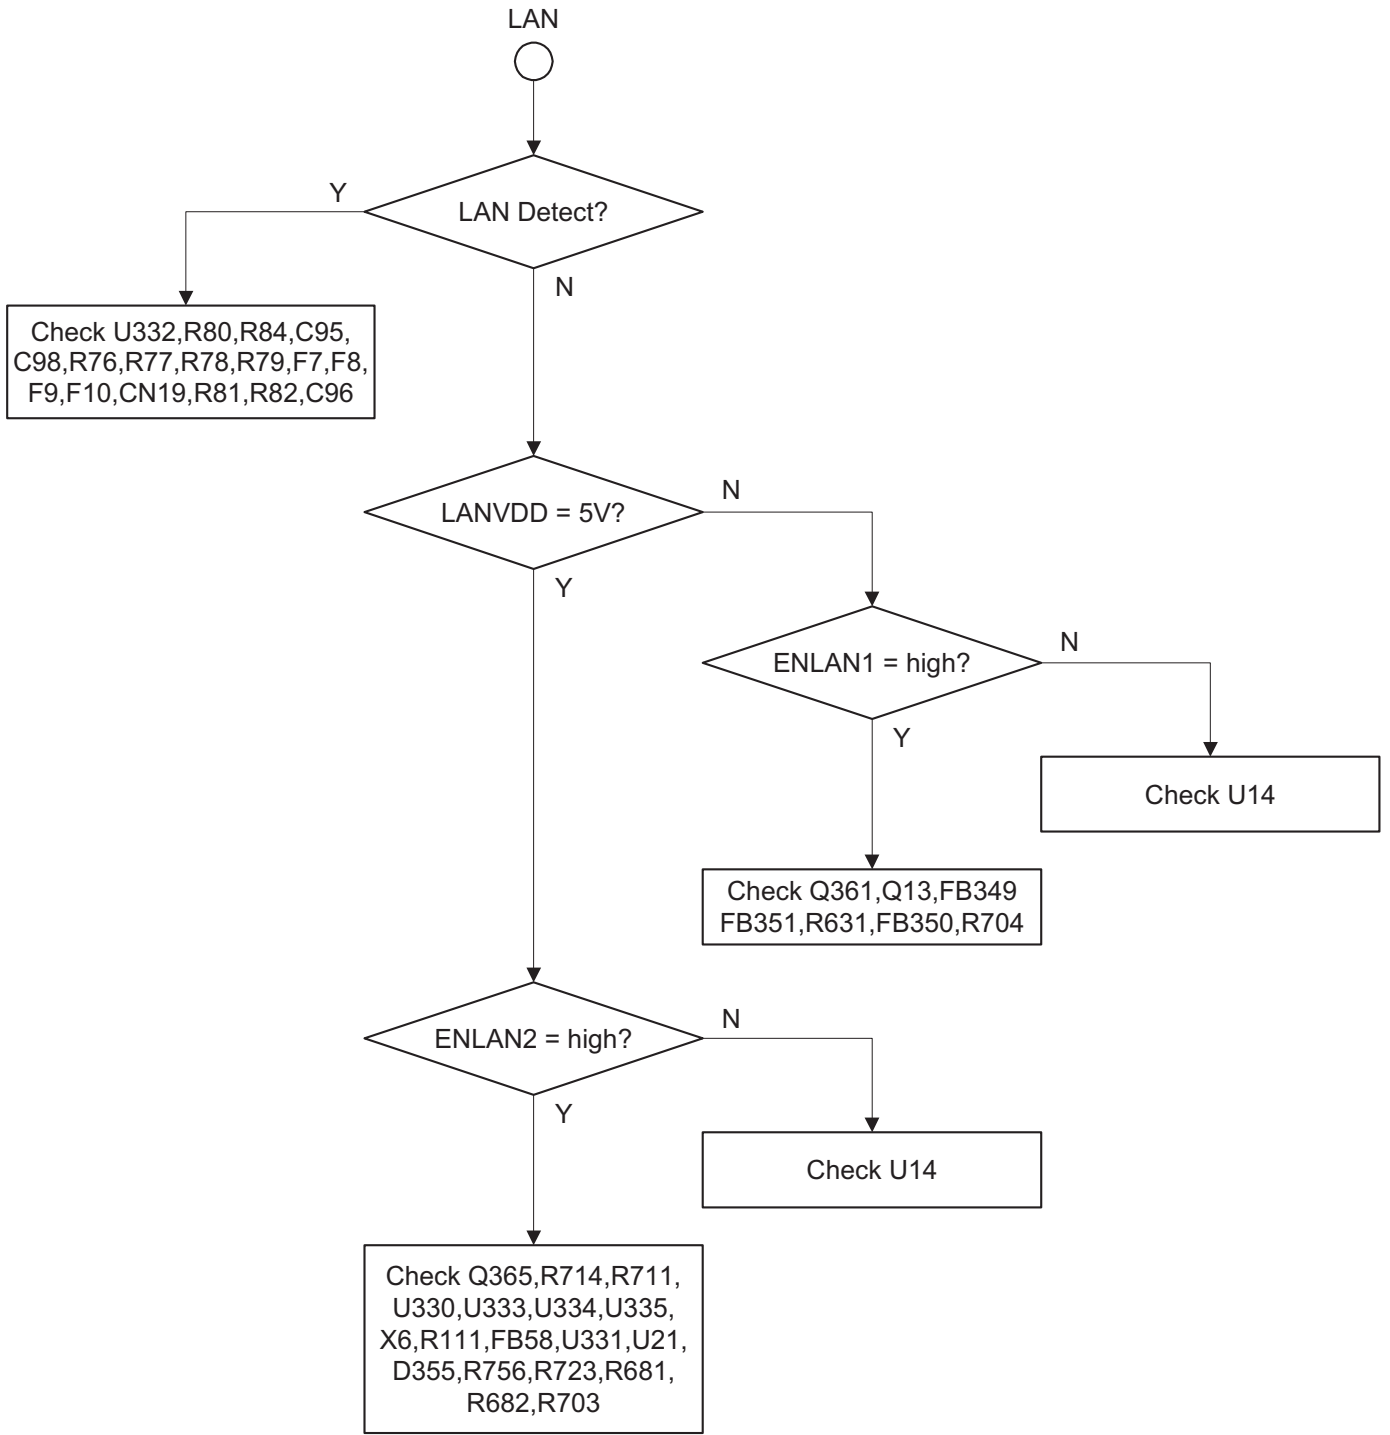 LAN
Y
LAN Detect?
N
Check U332,R80,R84,C95,
C98,R76,R77,R78,R79,F7,F8,
F9,F10,CN19,R81,R82,C96
LANVDD = 5V?
N
Y
ENLAN1 = high?
N
Y
Check U14
Check Q361,Q13,FB349
FB351,R631,FB350,R704
ENLAN2 = high?
N
Y
Check U14
Check Q365,R714,R711,
U330,U333,U334,U335,
X6,R111,FB58,U331,U21,
D355,R756,R723,R681,
R682,R703